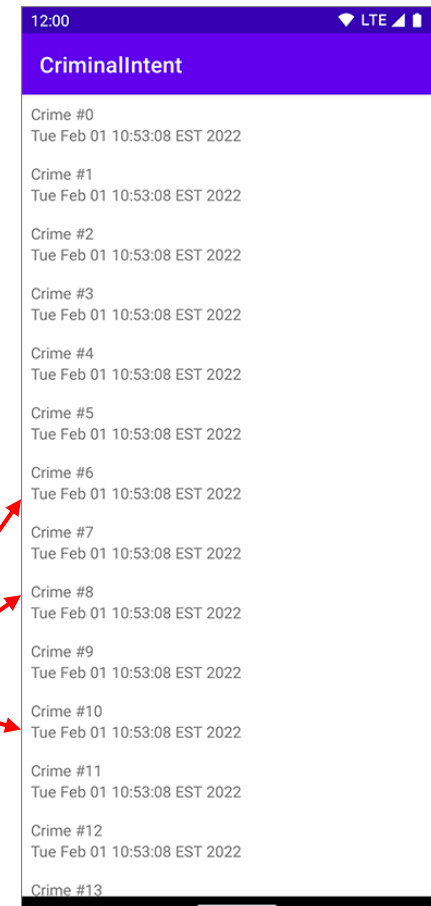 12:00 LTE
CriminalIntent
Crime #0
Tue Feb 01 10:53:08 EST 2022
Crime #1
Tue Feb 01 10:53:08 EST 2022
Crime #2
Tue Feb 01 10:53:08 EST 2022
Crime #3
Tue Feb 01 10:53:08 EST 2022
Crime #4
Tue Feb 01 10:53:08 EST 2022
Crime #5
Tue Feb 01 10:53:08 EST 2022
Crime #6
Tue Feb 01 10:53:08 EST 2022
Crime #7
Tue Feb 01 10:53:08 EST 2022
Crime #8
Tue Feb 01 10:53:08 EST 2022
Crime #9
Tue Feb 01 10:53:08 EST 2022
Crime #10
Tue Feb 01 10:53:08 EST 2022
Crime #11
Tue Feb 01 10:53:08 EST 2022
Crime #12
Tue Feb 01 10:53:08 EST 2022
Crime #13